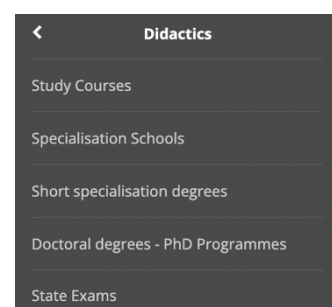 Didactics
Study Courses
Specialisation Schools
Short specialisation degrees
Doctoral degrees - PhD Programmes
State Exams